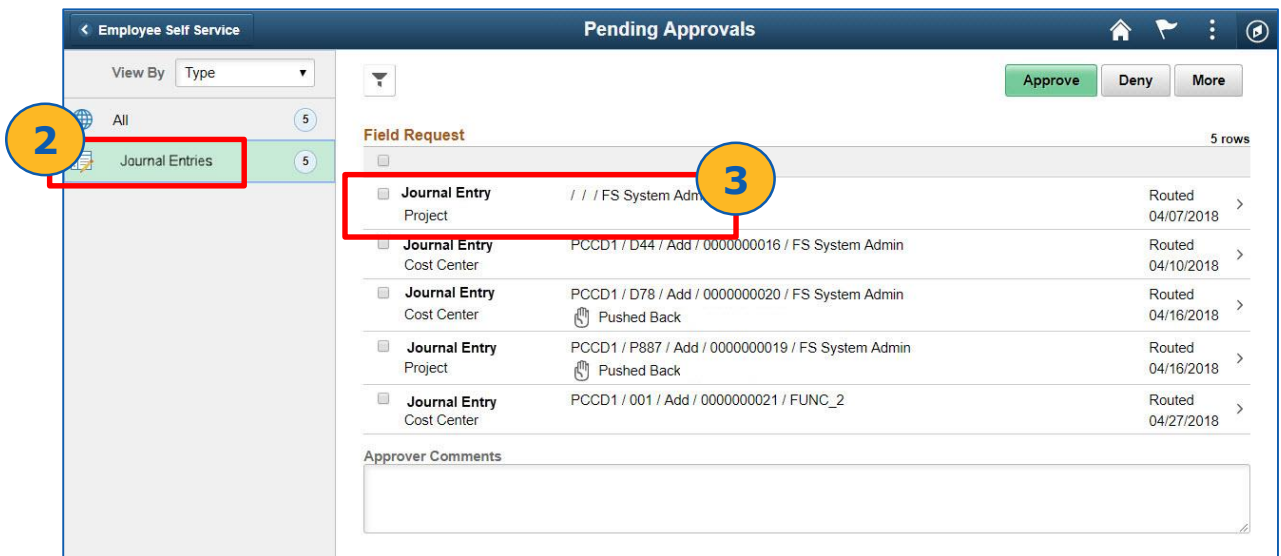 Employee Self Service
Pending Approvals
View By Type
Approve Deny More
All 5
2
Journal Entries 5
Field Request 5 rows
Journal Entry / / / FS System Adm Routed
3
Project 04/07/2018
Journal Entry PCCD1 / D44 / Add / 0000000016 / FS System Admin Routed
Cost Center 04/10/2018
Journal Entry PCCD1 / D78 / Add / 0000000020 / FS System Admin Routed
Cost Center Pushed Back 04/16/2018
Journal Entry PCCD1 / P887 / Add / 0000000019 / FS System Admin Routed
Project Pushed Back 04/16/2018
Journal Entry PCCD1 / 001 / Add / 0000000021 / FUNC_2 Routed
Cost Center 04/27/2018
Approver Comments